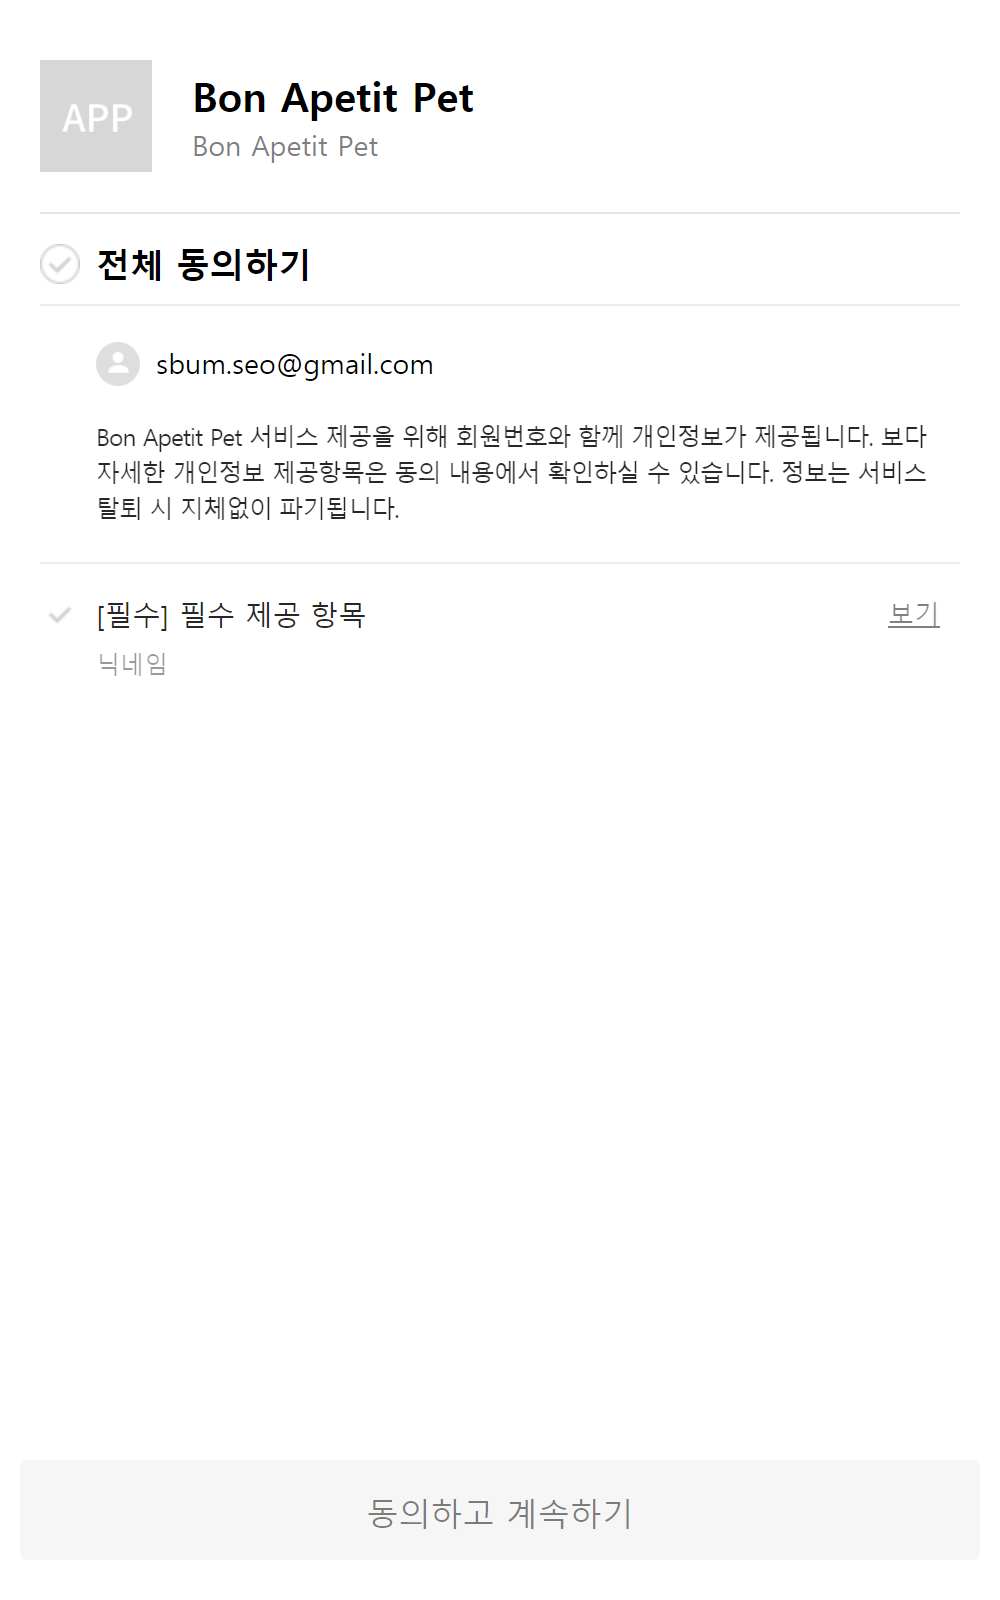 APP
Bon Apetit Pet
Bon Apetit Pet
전체 동의하기
sbum.seo@gmail.com
Bon Apetit Pet 서비스 제공을 위해 회원번호와 함께 개인정보가 제공됩니다. 보다
자세한 개인정보 제공항목은 동의 내용에서 확인하실 수 있습니다. 정보는 서비스
탈퇴 시 지체없이 파기됩니다.
[필수] 필수 제공 항목 보기
닉네임
동의하고 계속하기